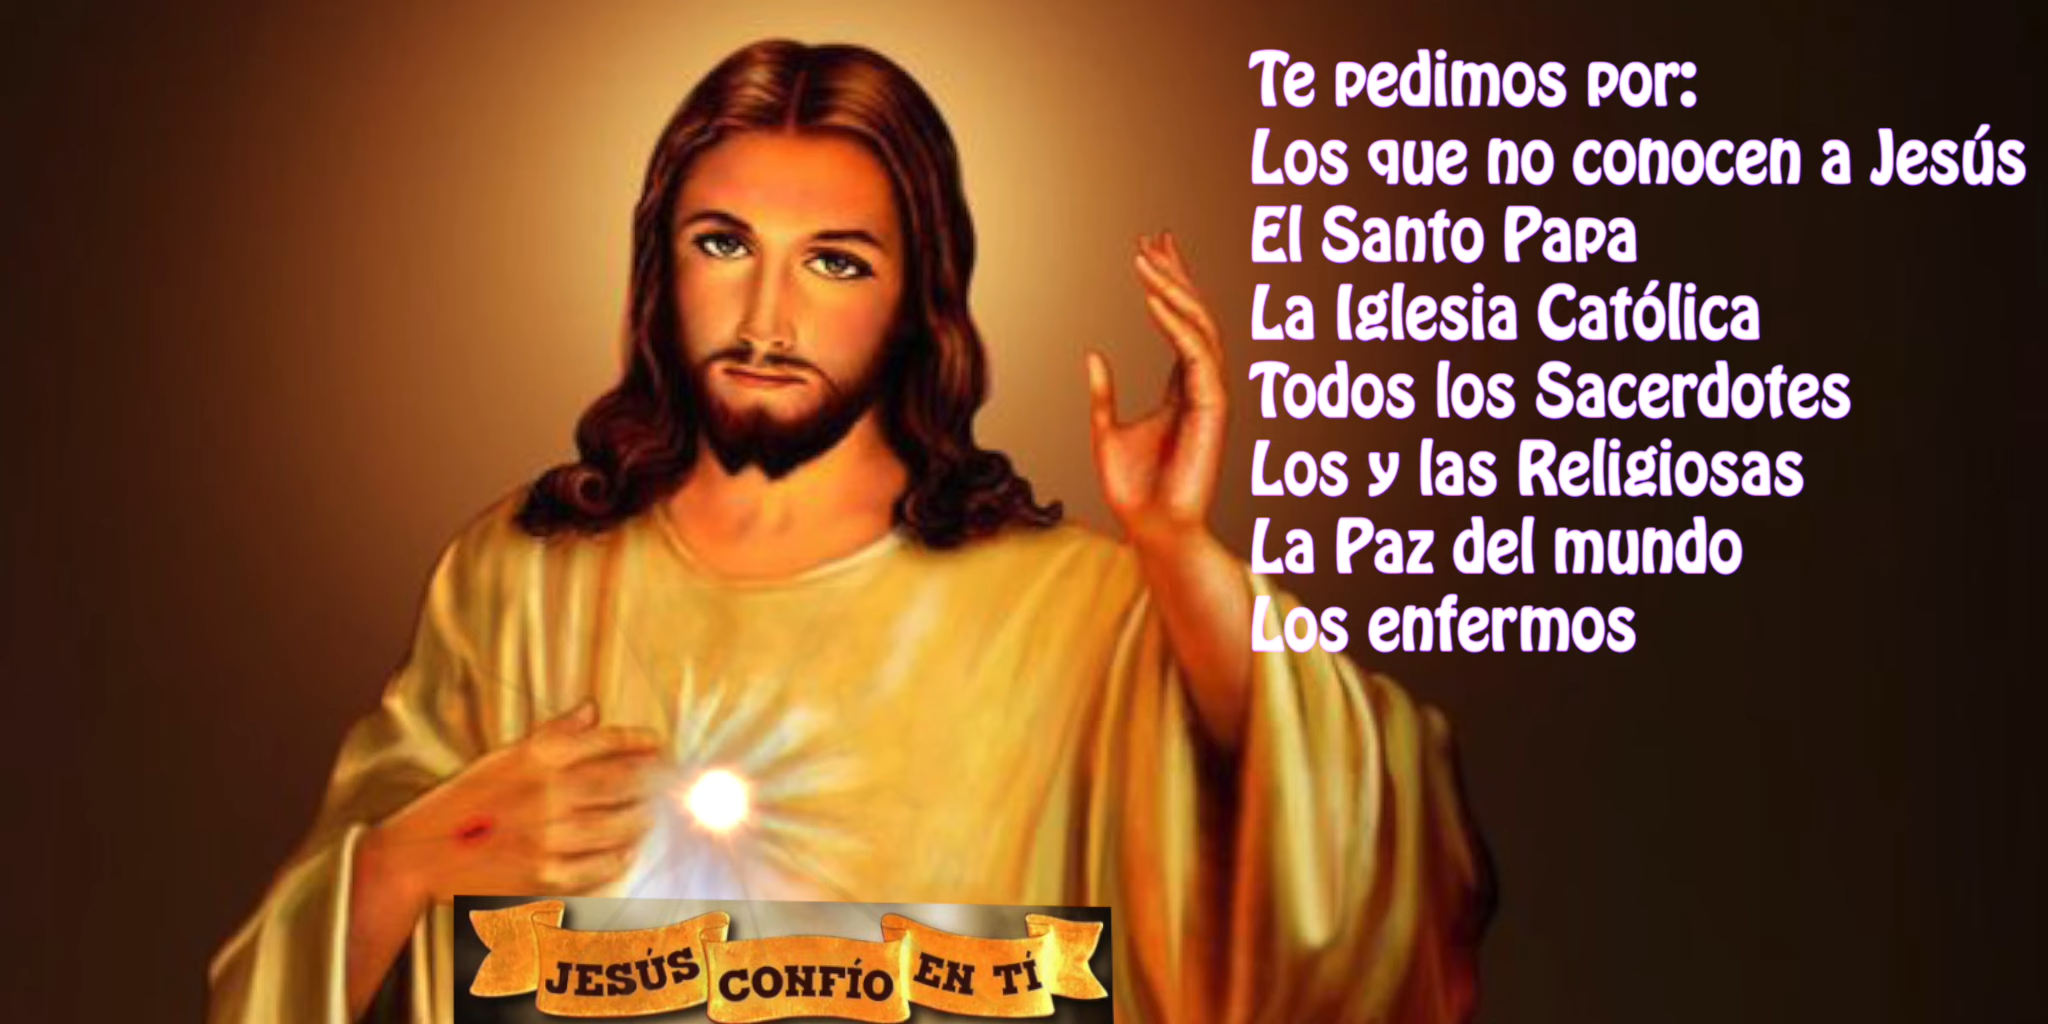 Te pedimos por:
Los que no conocen a Jesús
El Santo Papa
La Iglesia Católica
Todos los Sacerdotes
Los y las Religiosas
La Paz del mundo
Los enfermos
JESÚS CONFÍO EN TÍ